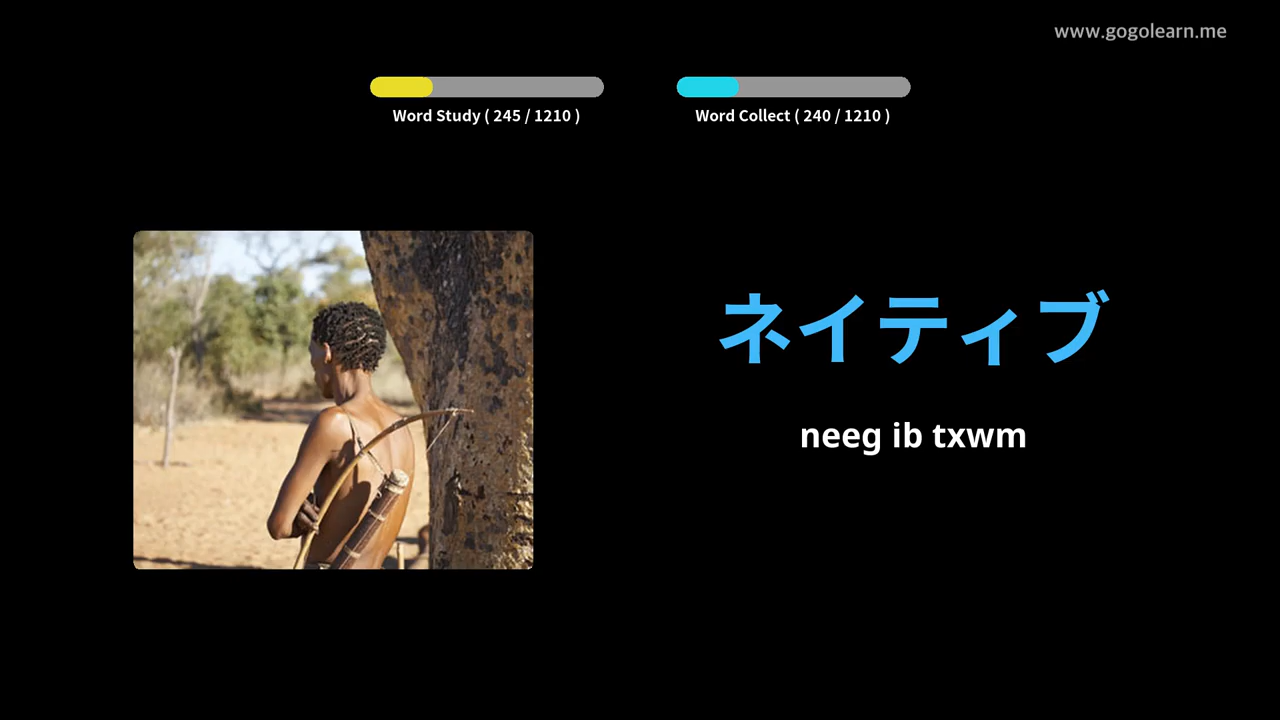 www.gogolearn.me
Word Study ( 245 / 1210 )
Word Collect ( 240 / 1210 )
ネイティブ
neeg ib txwm